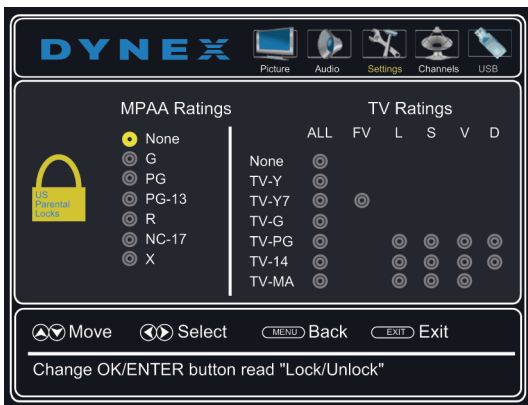 DYNEX
Picture Audio Settings Channels USB
MPAA Ratings TV Ratings
ALL FV L S V D
None
G
PG
PG-13
R
NC-17
X
None
TV-Y
TV-Y7
TV-G
TV-PG
TV-14
TV-MA
US
Parental
Locks
Move Select MENU Back EXIT Exit
Change OK/ENTER button read "Lock/Unlock"